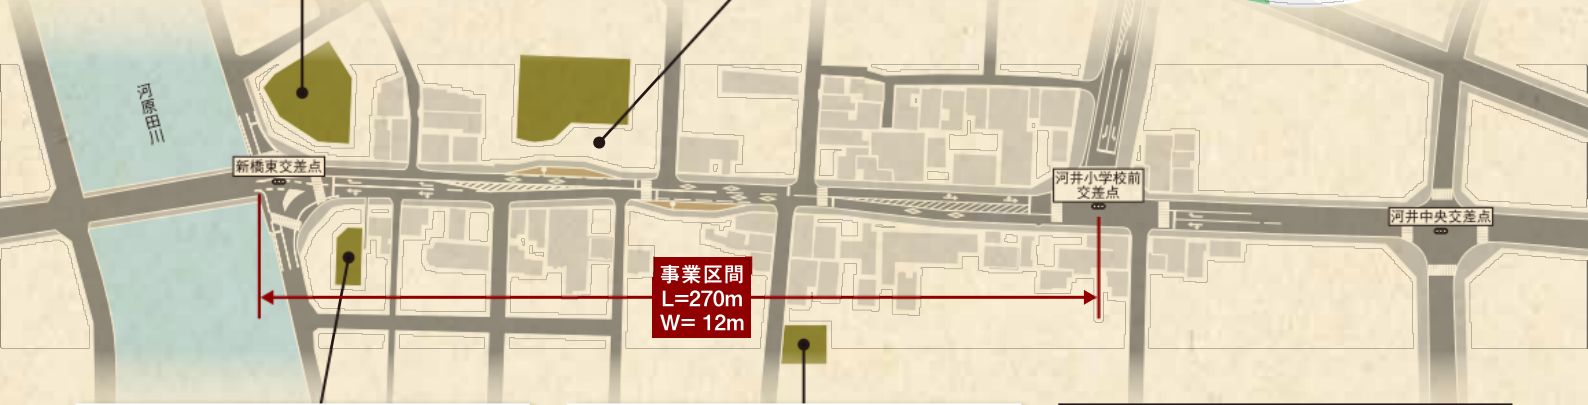 河原田川
新橋東交差点
河井小学校前
交差点
河井中央交差点
事業区間
L=270m
W= 12m